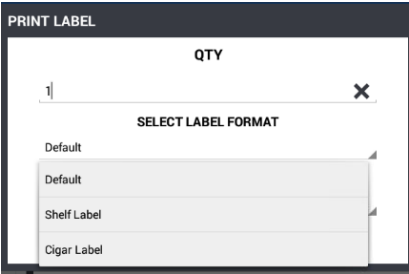 PRINT LABEL
QTY
1
SELECT LABEL FORMAT
Default
Default
Shelf Label
Cigar Label